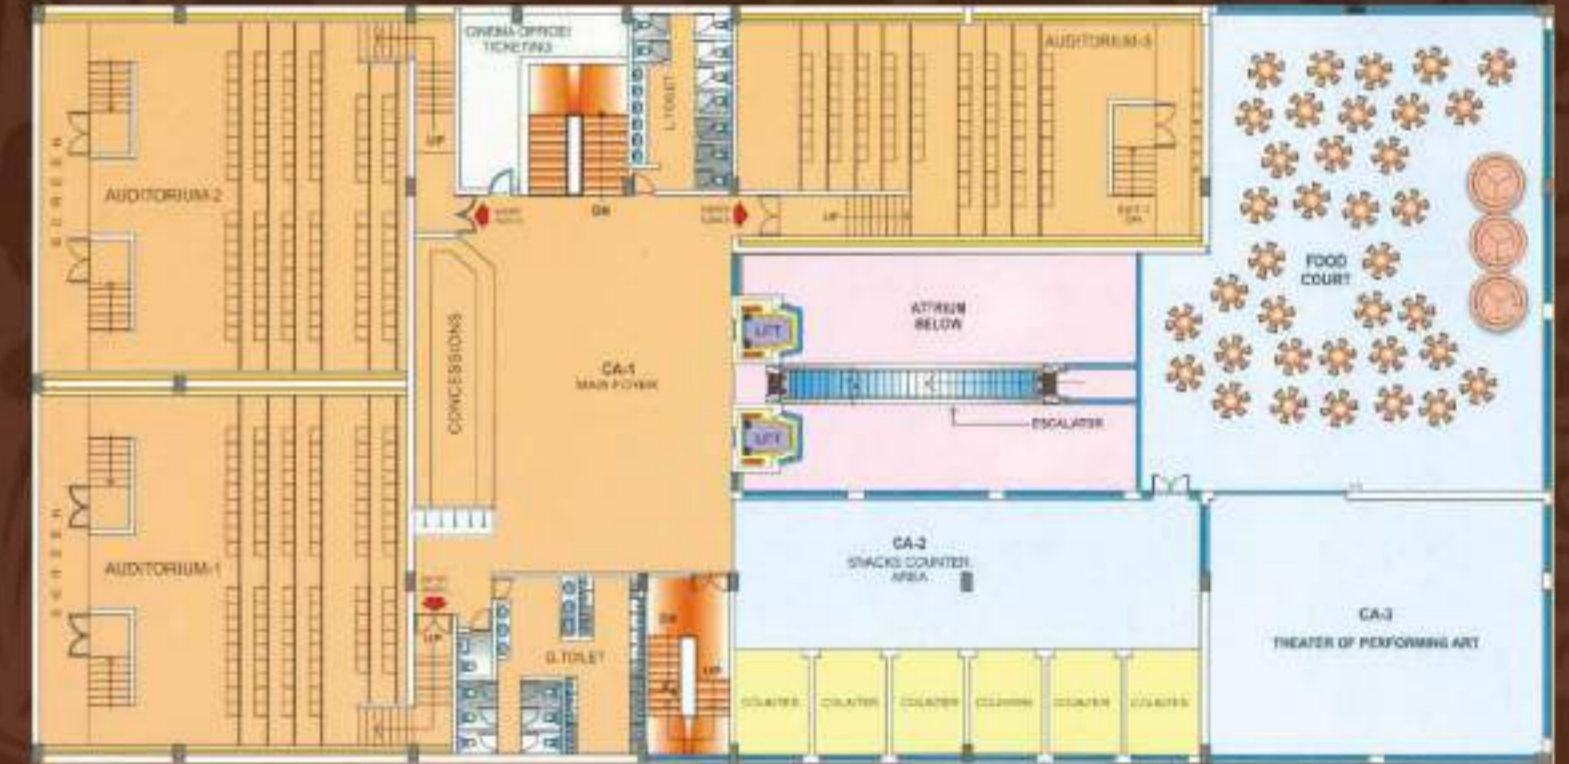 CINEMA OFFICE/
TICKETING
L.TOILET
AUDITORIUM-3
UP
SCREEN
AUDITORIUM-2
DN
UP
FOOD
COURT
ATRIUM
BELOW
LIFT
CONCESSIONS
CA-1
MAIN FOYER
ESCALATOR
LIFT
SCREEN
AUDITORIUM-1
CA-2
SNACKS COUNTER
AREA
CA-3
THEATER OF PERFORMING ART
UP
G.TOILET
DN
UP
COUNTER
COUNTER
COUNTER
COUNTER
COUNTER
COUNTER